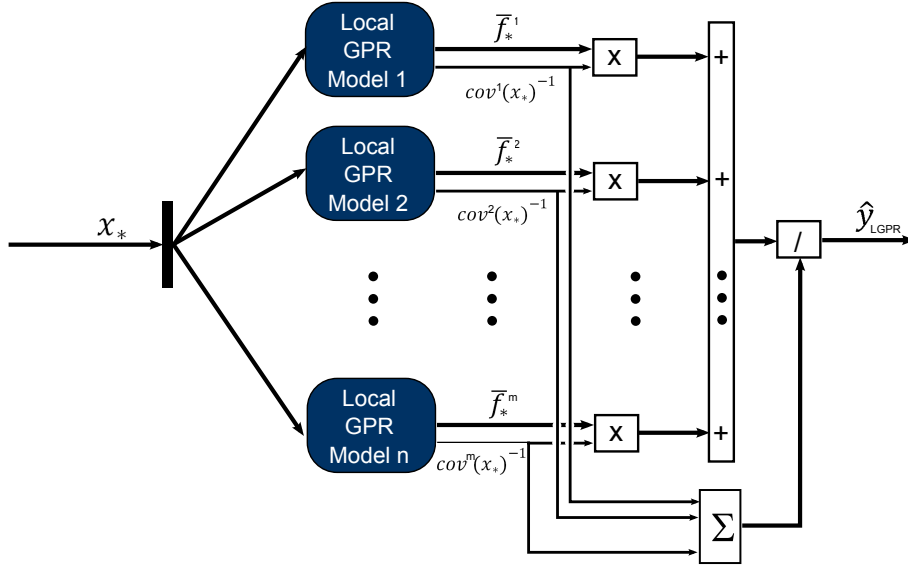 x*
Local
GPR
Model 1
f̅*¹
cov¹(x*)⁻¹
x
+
Local
GPR
Model 2
f̅*²
cov²(x*)⁻¹
x
+
/
ŷLGPR
Local
GPR
Model n
f̅*ᵐ
covᵐ(x*)⁻¹
x
+
Σ